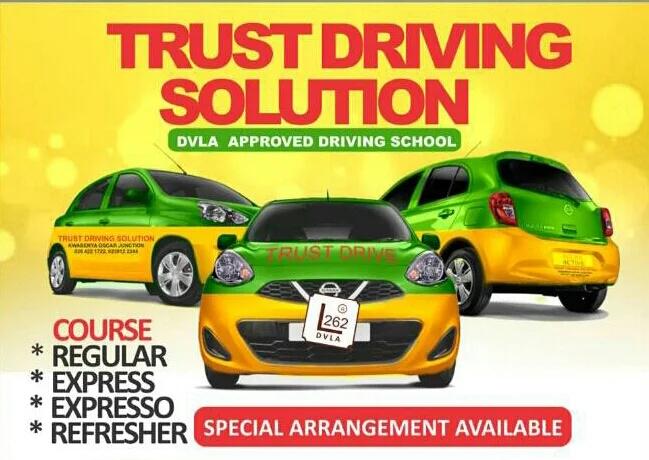 TRUST DRIVING
SOLUTION
DVLA APPROVED DRIVING SCHOOL
TRUST DRIVING SOLUTION
KWABENYA OSCAR JUNCTION
TRUST DRIVE
L
262
DVLA
COURSE
* REGULAR
* EXPRESS
* EXPRESSO
* REFRESHER
SPECIAL ARRANGEMENT AVAILABLE